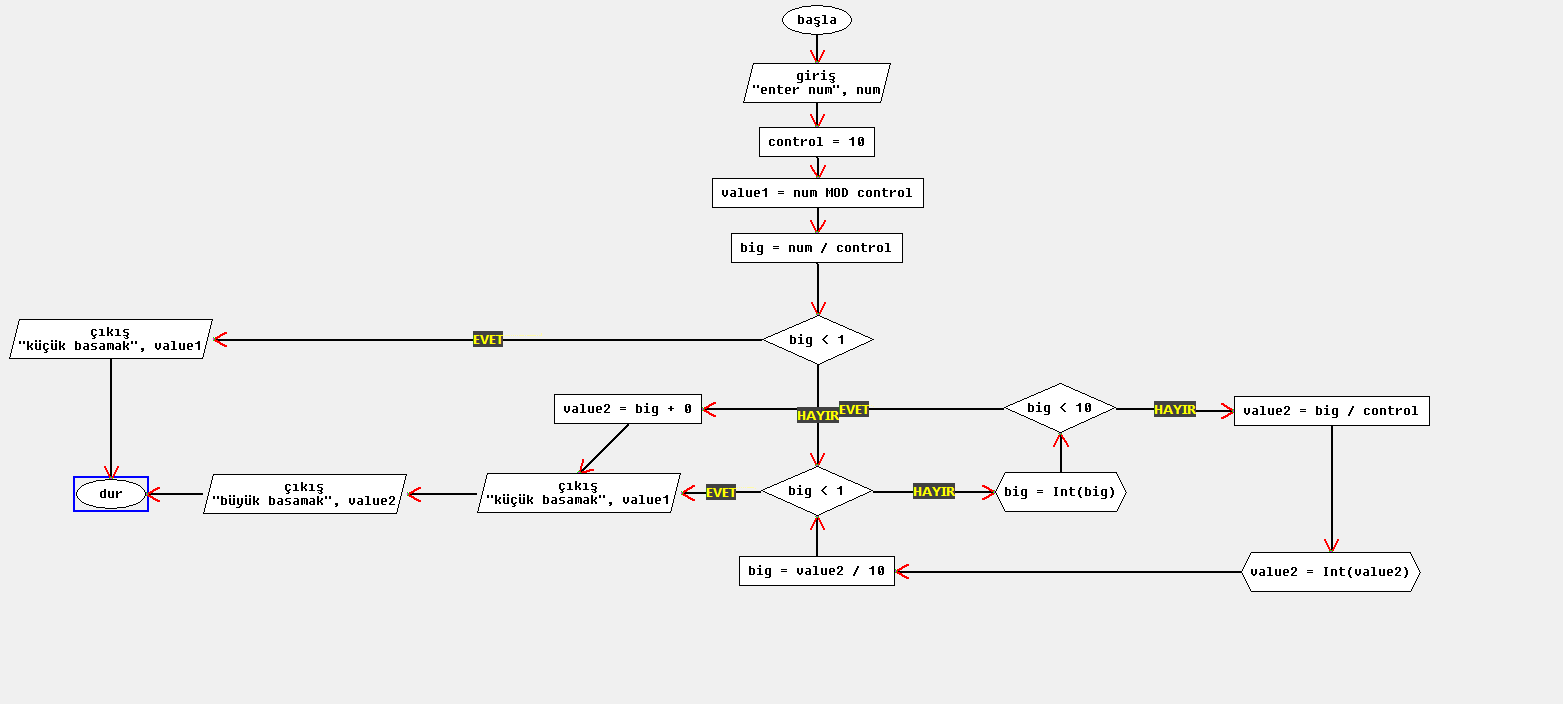 başla
giriş
"enter num", num
control = 10
value1 = num MOD control
big = num / control
big < 1
EVET
çıkış
"küçük basamak", value1
HAYIR
EVET
value2 = big + 0
big < 10
HAYIR
value2 = big / control
big < 1
EVET
çıkış
"küçük basamak", value1
çıkış
"büyük basamak", value2
dur
HAYIR
big = Int(big)
big = value2 / 10
value2 = Int(value2)